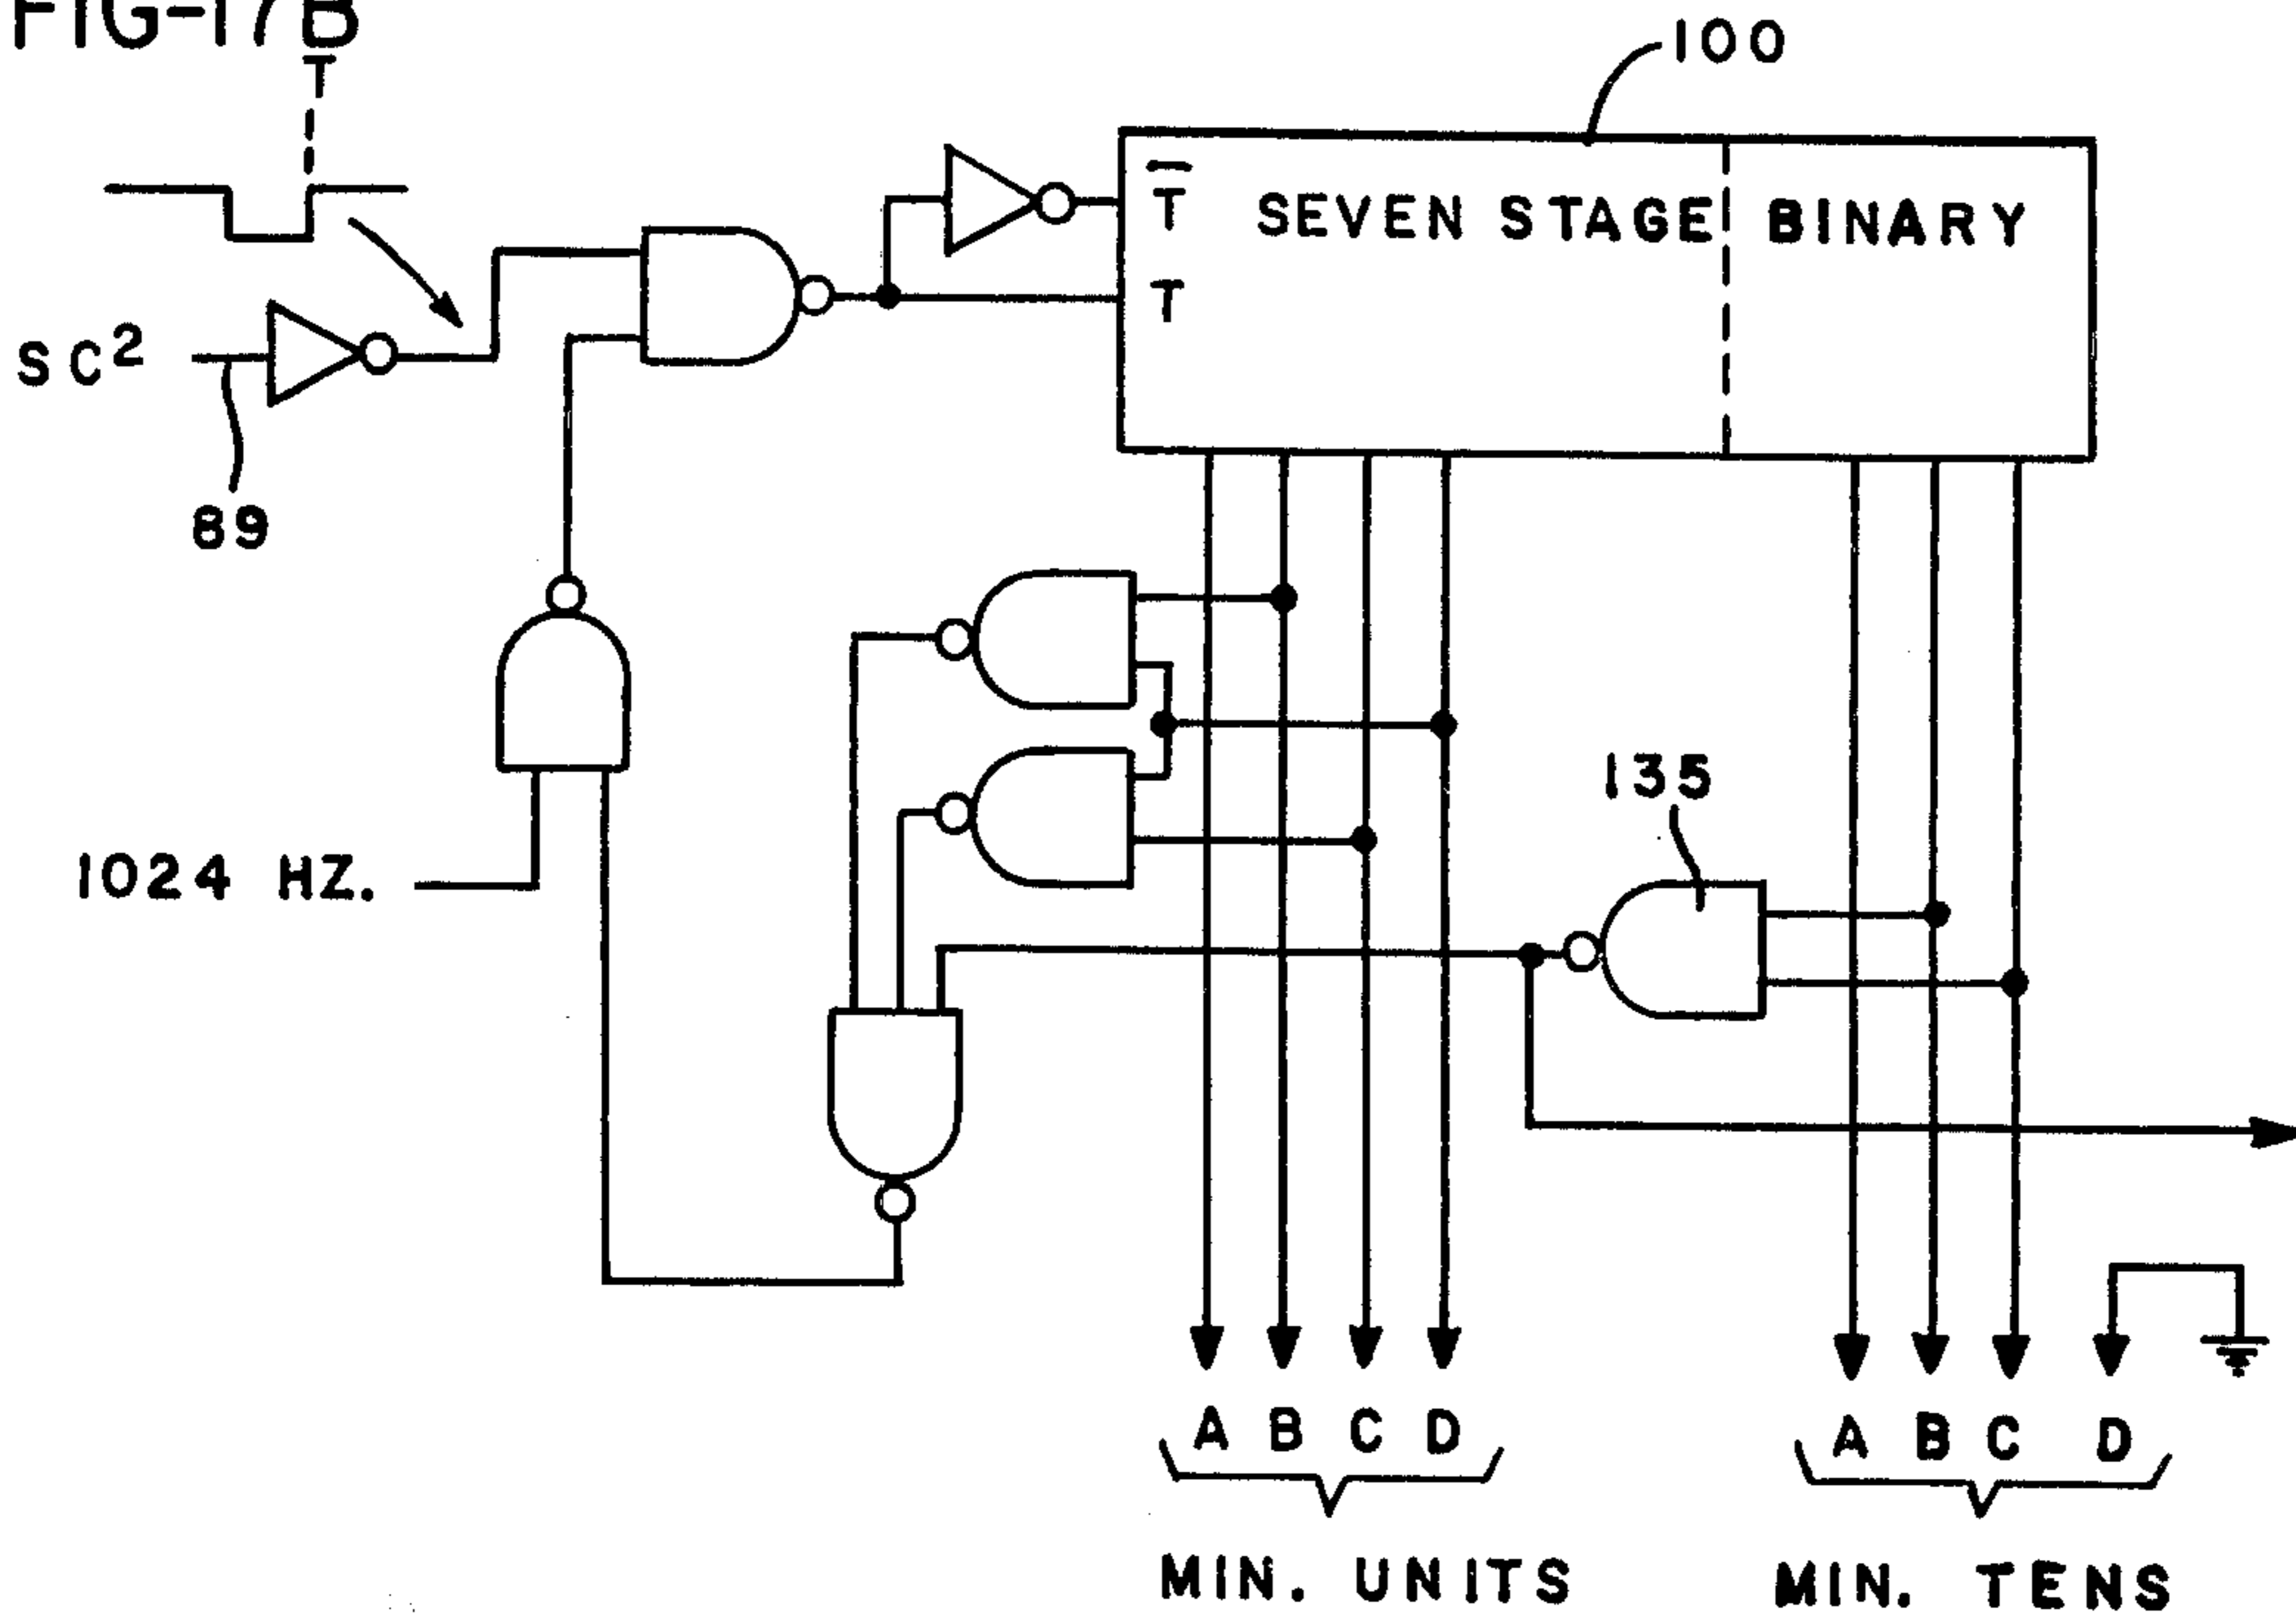 FIG-17B
T̅
100
T̅ SEVEN STAGE BINARY
T
SC²
89
135
1024 HZ.
A B C D A B C D
MIN. UNITS MIN. TENS